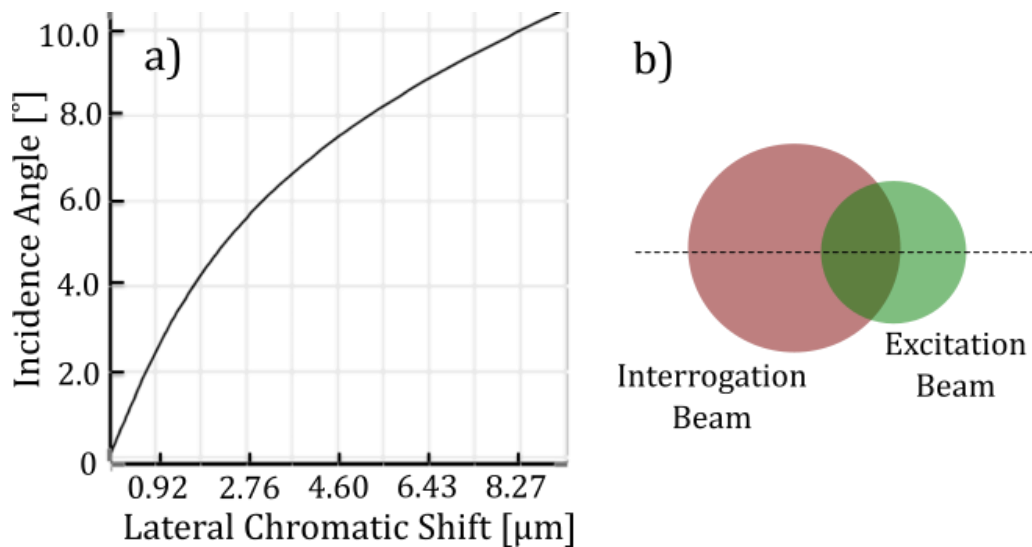 a)
Incidence Angle [°]
10.0
8.0
6.0
4.0
2.0
0
0.92 2.76 4.60 6.43 8.27
Lateral Chromatic Shift [µm]
b)
Interrogation
Beam
Excitation
Beam